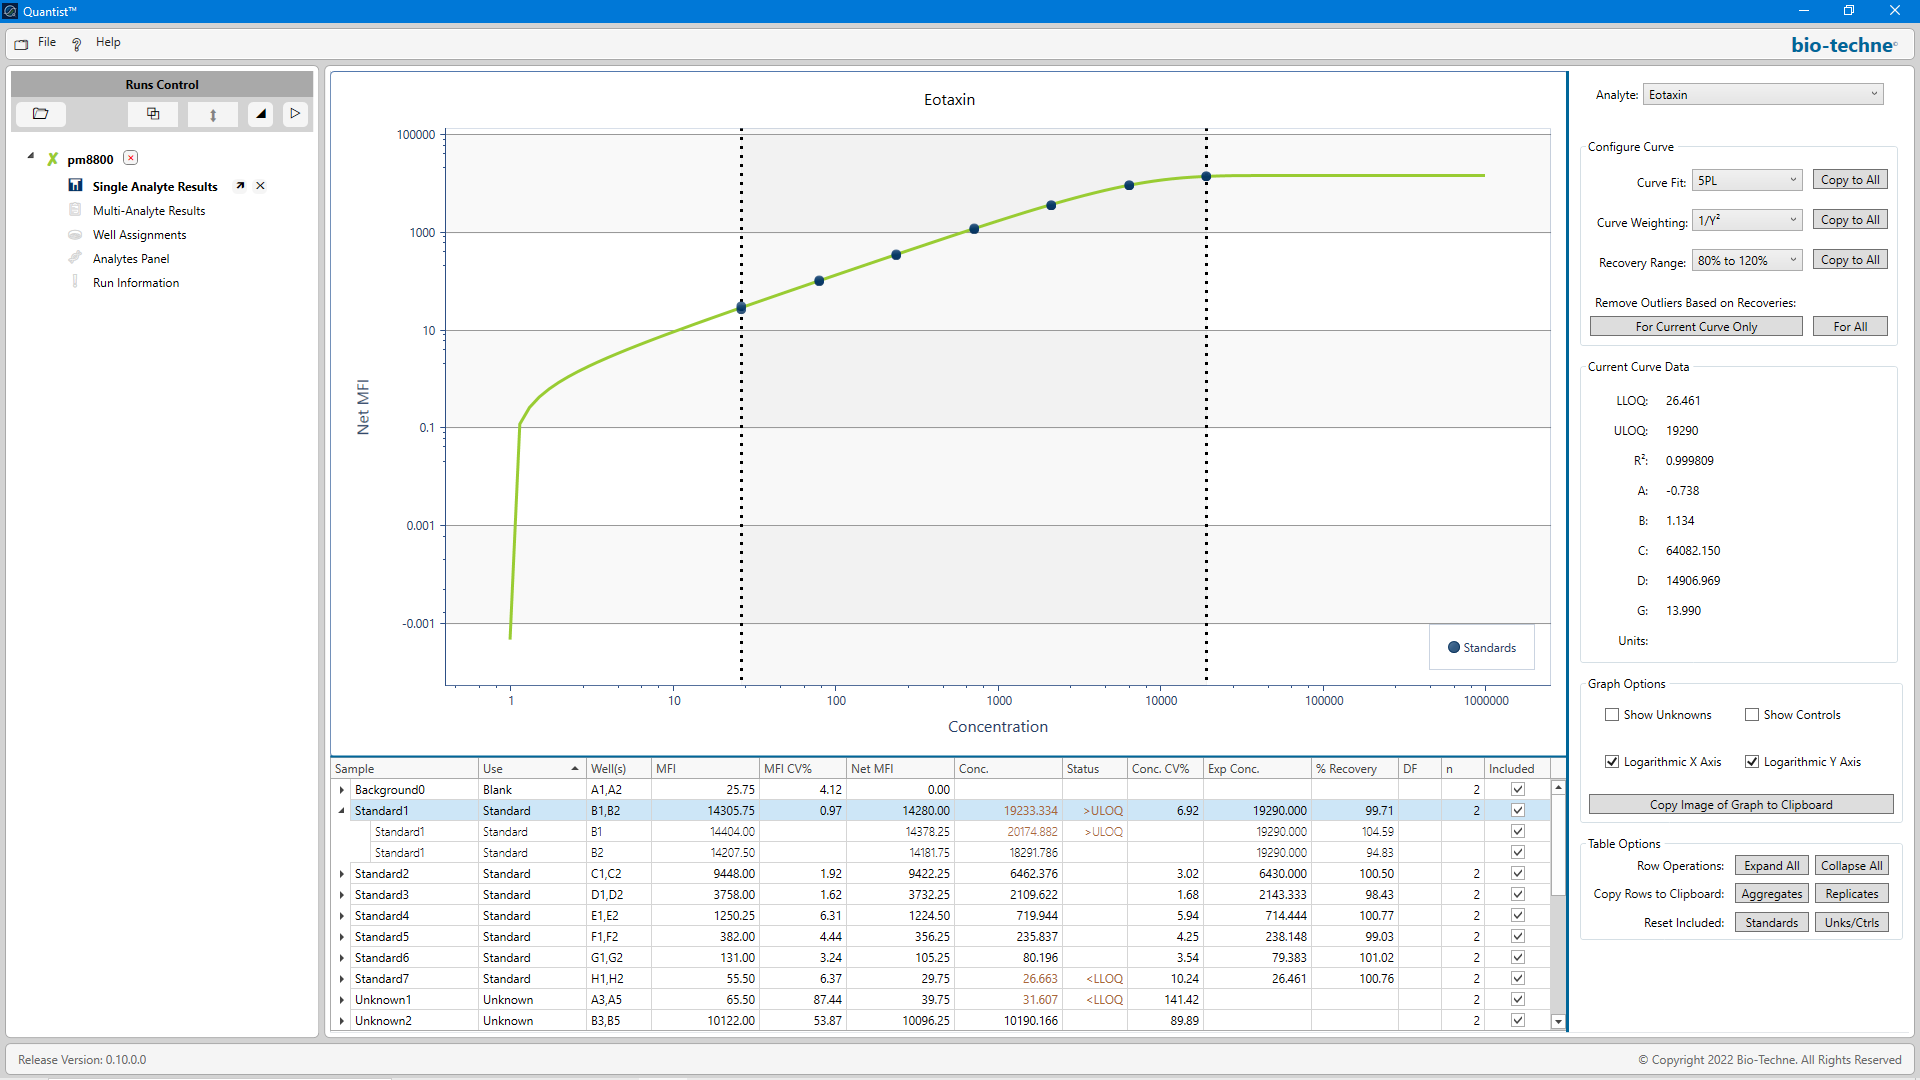 Quantist™
File Help
bio-techne
Runs Control
pm8800
Single Analyte Results
Multi-Analyte Results
Well Assignments
Analytes Panel
Run Information
Eotaxin
100000
1000
10
0.1
0.001
-0.001
Net MFI
1 10 100 1000 10000 100000 1000000
Concentration
Standards
Sample Use Well(s) MFI MFI CV% Net MFI Conc. Status Conc. CV% Exp Conc. % Recovery DF n Included
Background0 Blank A1,A2 25.75 4.12 0.00 2
Standard1 Standard B1,B2 14305.75 0.97 14280.00 19233.334 >ULOQ 6.92 19290.000 99.71 2
Standard1 Standard B1 14404.00 14378.25 20174.882 >ULOQ 19290.000 104.59
Standard1 Standard B2 14207.50 14181.75 18291.786 19290.000 94.83
Standard2 Standard C1,C2 9448.00 1.92 9422.25 6462.376 3.02 6430.000 100.50 2
Standard3 Standard D1,D2 3758.00 1.62 3732.25 2109.622 1.68 2143.333 98.43 2
Standard4 Standard E1,E2 1250.25 6.31 1224.50 719.944 5.94 714.444 100.77 2
Standard5 Standard F1,F2 382.00 4.44 356.25 235.837 4.25 238.148 99.03 2
Standard6 Standard G1,G2 131.00 3.24 105.25 80.196 3.54 79.383 101.02 2
Standard7 Standard H1,H2 55.50 6.37 29.75 26.663 <LLOQ 10.24 26.461 100.76 2
Unknown1 Unknown A3,A5 65.50 87.44 39.75 31.607 <LLOQ 141.42 2
Unknown2 Unknown B3,B5 10122.00 53.87 10096.25 10190.166 89.89 2
Analyte: Eotaxin
Configure Curve
Curve Fit: 5PL Copy to All
Curve Weighting: 1/Y² Copy to All
Recovery Range: 80% to 120% Copy to All
Remove Outliers Based on Recoveries:
For Current Curve Only For All
Current Curve Data
LLOQ: 26.461
ULOQ: 19290
R²: 0.999809
A: -0.738
B: 1.134
C: 64082.150
D: 14906.969
G: 13.990
Units:
Graph Options
Show Unknowns Show Controls
Logarithmic X Axis Logarithmic Y Axis
Copy Image of Graph to Clipboard
Table Options
Row Operations: Expand All Collapse All
Copy Rows to Clipboard: Aggregates Replicates
Reset Included: Standards Unks/Ctrls
Release Version: 0.10.0.0
© Copyright 2022 Bio-Techne. All Rights Reserved